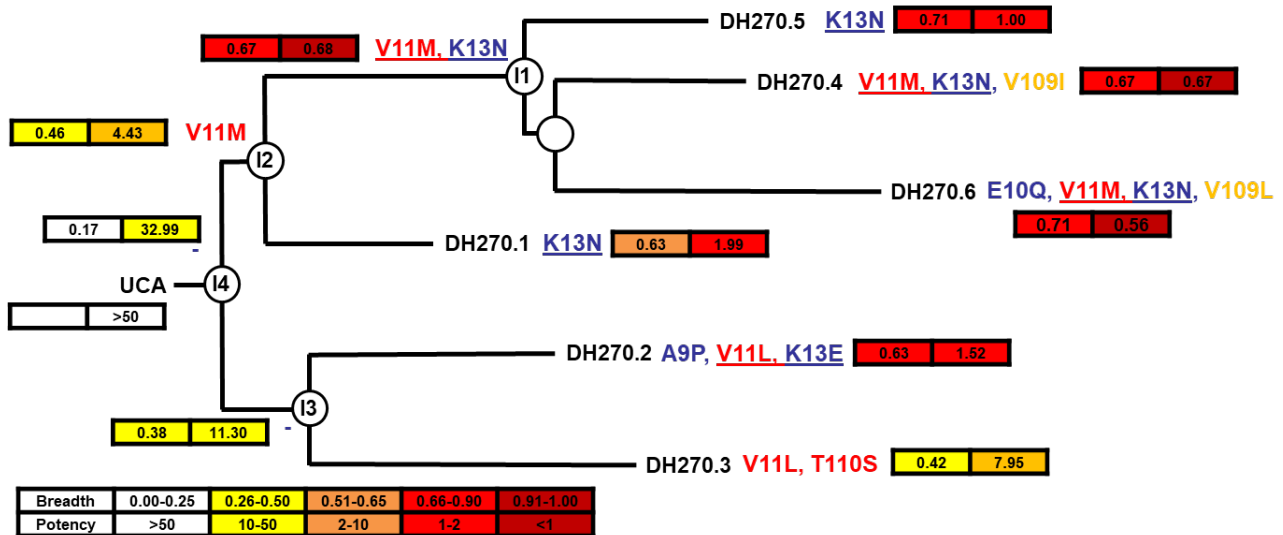 DH270.5 K13N 0.71 1.00
0.67 0.68 V11M, K13N
I1
DH270.4 V11M, K13N, V109I 0.67 0.67
0.46 4.43 V11M
I2
DH270.6 E10Q, V11M, K13N, V109L
0.71 0.56
0.17 32.99
-
DH270.1 K13N 0.63 1.99
UCA I4
>50
DH270.2 A9P, V11L, K13E 0.63 1.52
I3
0.38 11.30 -
DH270.3 V11L, T110S 0.42 7.95
Breadth 0.00-0.25 0.26-0.50 0.51-0.65 0.66-0.90 0.91-1.00
Potency >50 10-50 2-10 1-2 <1